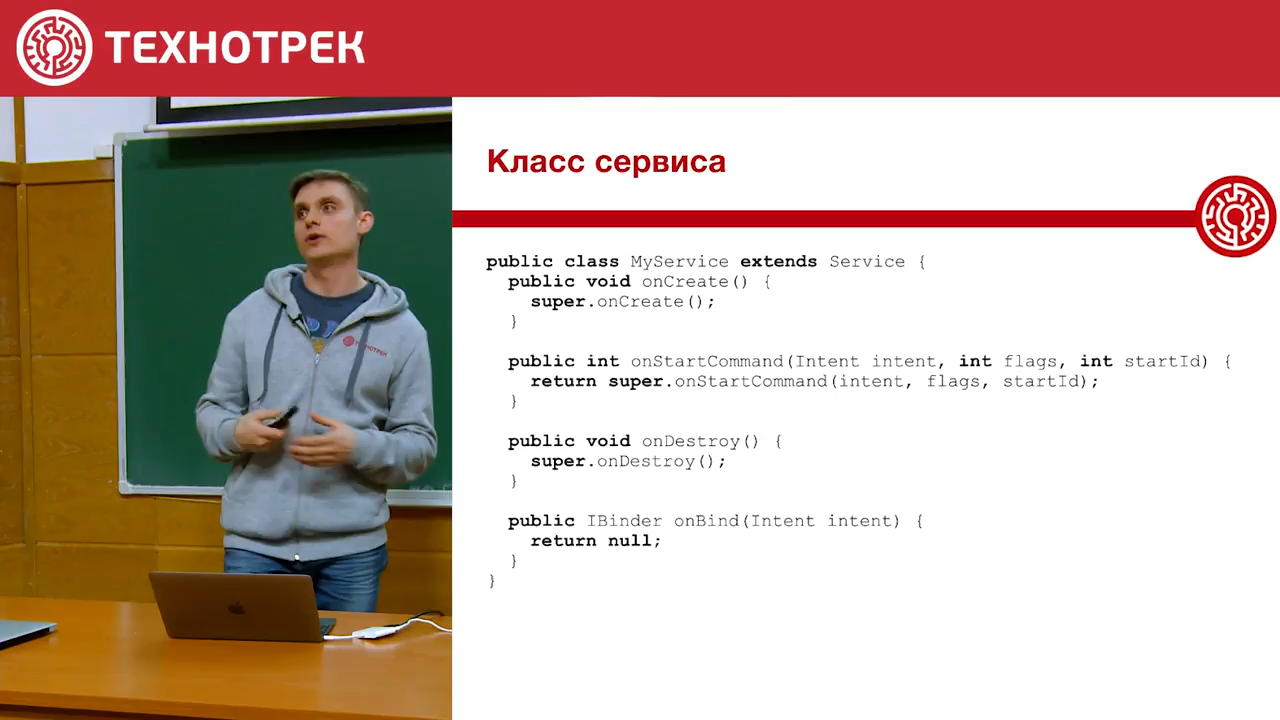 ТЕХНОТРЕК
Класс сервиса
public class MyService extends Service {
  public void onCreate() {
    super.onCreate();
  }

  public int onStartCommand(Intent intent, int flags, int startId) {
    return super.onStartCommand(intent, flags, startId);
  }

  public void onDestroy() {
    super.onDestroy();
  }

  public IBinder onBind(Intent intent) {
    return null;
  }
}
ТЕХНОТРЕК